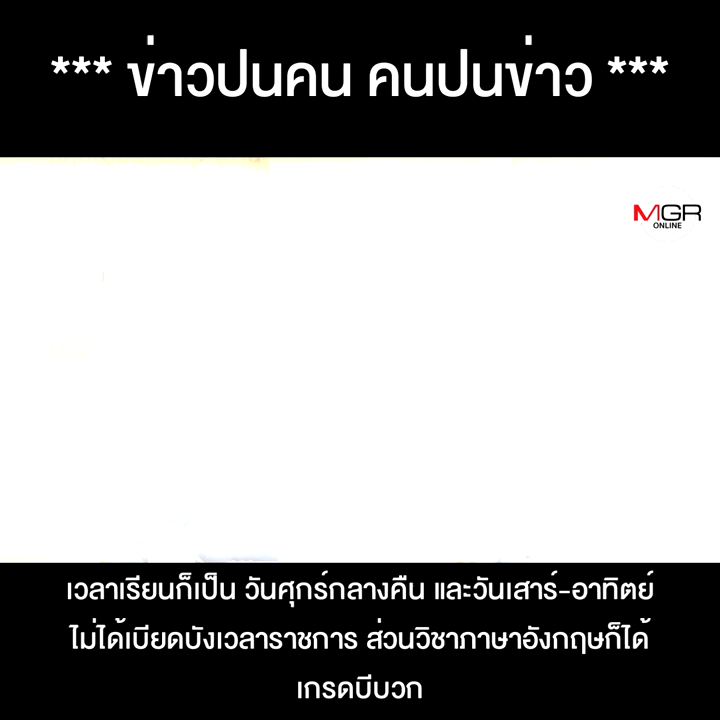 *** ข่าวปนคน คนปนข่าว ***
MGR
ONLINE
เวลาเรียนก็เป็น วันศุกร์กลางคืน และวันเสาร์-อาทิตย์
ไม่ได้เบียดบังเวลาราชการ ส่วนวิชาภาษาอังกฤษก็ได้
เกรดบีบวก